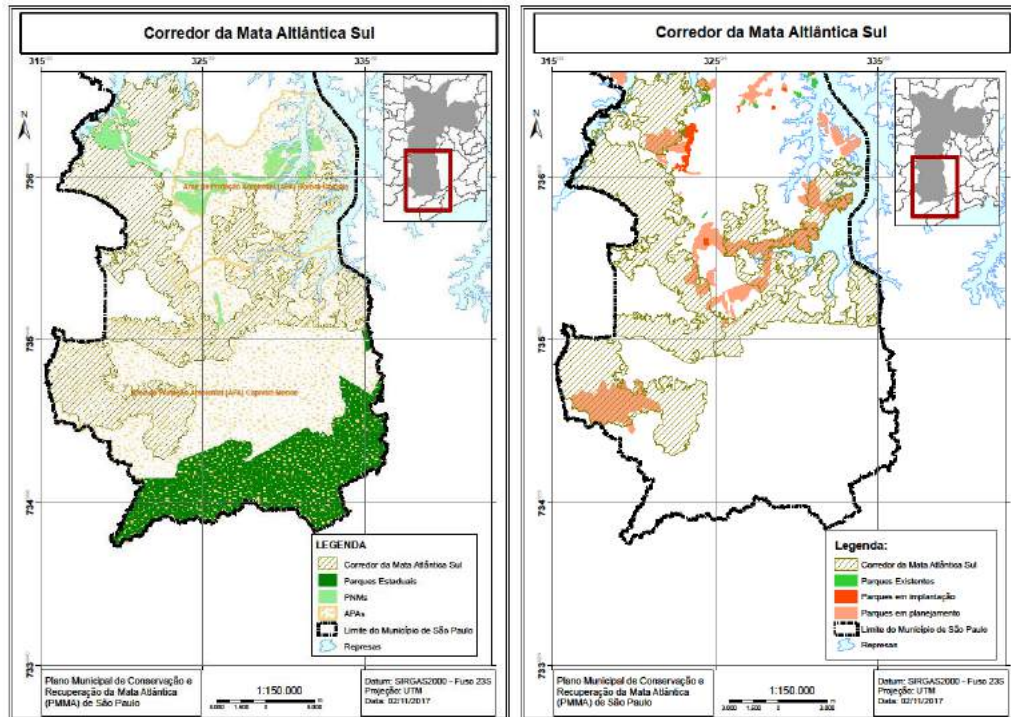 Corredor da Mata Altlântica Sul
315
325
335
N
736
735
734
733
LEGENDA
Corredor da Mata Atlântica Sul
Parques Estaduais
PNMs
APAs
Limite do Município de São Paulo
Represas
Plano Municipal de Conservação e
Recuperação da Mata Atlântica
(PMMA) de São Paulo
1:150.000
Datum: SIRGAS2000 - Fuso 23S
Projeção: UTM
Data: 02/11/2017
Corredor da Mata Altlântica Sul
315
325
335
N
736
735
734
733
Legenda:
Corredor da Mata Atlântica Sul
Parques Existentes
Parques em implantação
Parques em planejamento
Limite do Município de São Paulo
Represas
Plano Municipal de Conservação e
Recuperação da Mata Atlântica
(PMMA) de São Paulo
1:150.000
Datum: SIRGAS2000 - Fuso 23S
Projeção: UTM
Data: 02/11/2017